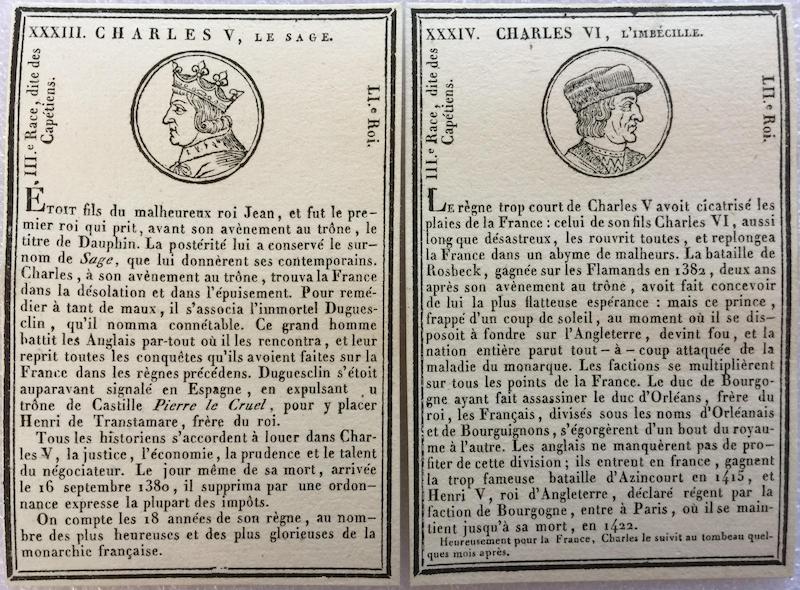 XXXIII. CHARLES V, LE SAGE.
III.e Race, dite des
Capétiens.
LI.e Roi.
Étoit fils du malheureux roi Jean, et fut le pre-
mier roi qui prit, avant son avènement au trône, le
titre de Dauphin. La postérité lui a conservé le sur-
nom de Sage, que lui donnèrent ses contemporains.
Charles, à son avènement au trône, trouva la France
dans la désolation et dans l'épuisement. Pour remé-
dier à tant de maux, il s'associa l'immortel Dugues-
clin, qu'il nomma connétable. Ce grand homme
battit les Anglais par-tout où il les rencontra, et leur
reprit toutes les conquêtes qu'ils avoient faites sur la
France dans les règnes précédens. Duguesclin s'étoit
auparavant signalé en Espagne, en expulsant u
trône de Castille Pierre le Cruel, pour y placer
Henri de Transtamare, frère du roi.
Tous les historiens s'accordent à louer dans Char-
les V, la justice, l'économie, la prudence et le talent
du négociateur. Le jour même de sa mort, arrivée
le 16 septembre 1380, il supprima par une ordon-
nance expresse la plupart des impôts.
On compte les 18 années de son règne, au nom-
bre des plus heureuses et des plus glorieuses de la
monarchie française.
XXXIV. CHARLES VI, L'IMBÉCILLE.
III.e Race, dite des
Capétiens.
LII.e Roi.
Le règne trop court de Charles V avoit cicatrisé les
plaies de la France : celui de son fils Charles VI, aussi
long que désastreux, les rouvrit toutes, et replongea
la France dans un abyme de malheurs. La bataille de
Rosbeck, gagnée sur les Flamands en 1382, deux ans
après son avènement au trône, avoit fait concevoir
de lui la plus flatteuse espérance : mais ce prince,
frappé d'un coup de soleil, au moment où il se dis-
posoit à fondre sur l'Angleterre, devint fou, et la
nation entière parut tout-à-coup attaquée de la
maladie du monarque. Les factions se multiplièrent
sur tous les points de la France. Le duc de Bourgo-
gne ayant fait assassiner le duc d'Orléans, frère du
roi, les Français, divisés sous les noms d'Orléanais
et de Bourguignons, s'égorgèrent d'un bout du royau-
me à l'autre. Les anglais ne manquèrent pas de pro-
fiter de cette division ; ils entrent en france, gagnent
la trop fameuse bataille d'Azincourt en 1415, et
Henri V, roi d'Angleterre, déclaré régent par la
faction de Bourgogne, entre à Paris, où il se main-
tient jusqu'à sa mort, en 1422.
Heureusement pour la France, Charles le suivit au tombeau quel-
ques mois après.